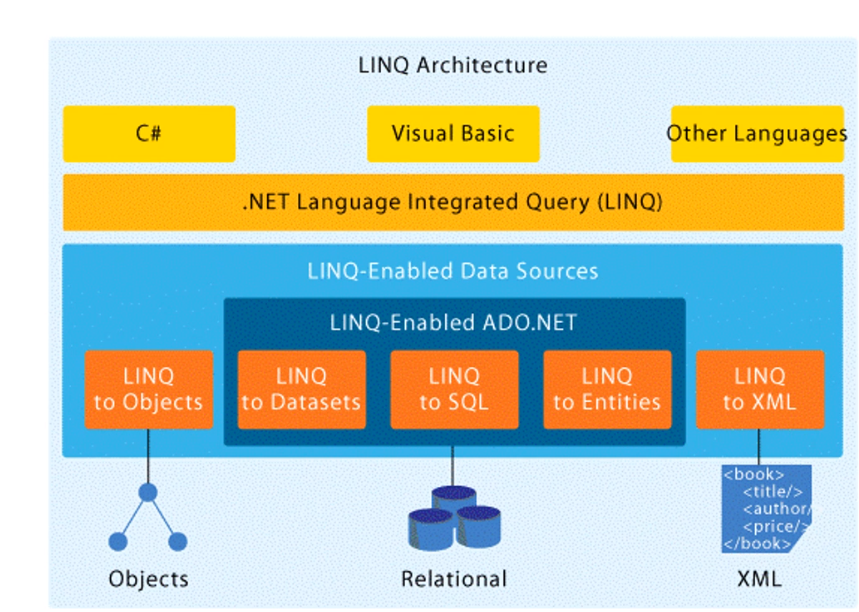 LINQ Architecture
C#
Visual Basic
Other Languages
.NET Language Integrated Query (LINQ)
LINQ-Enabled Data Sources
LINQ-Enabled ADO.NET
LINQ
to Objects
LINQ
to Datasets
LINQ
to SQL
LINQ
to Entities
LINQ
to XML
<book>
<title/>
<author/
<price/>
</book>
Objects
Relational
XML